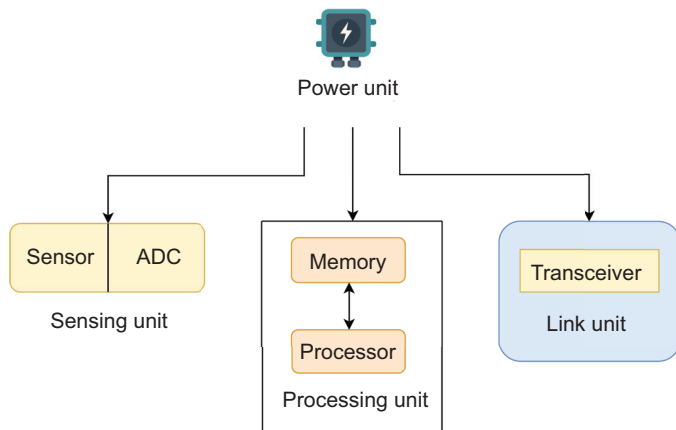 Power unit
Sensor
ADC
Sensing unit
Memory
Processor
Processing unit
Transceiver
Link unit